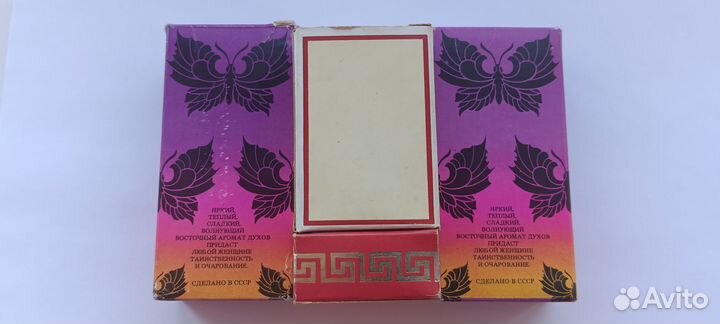 ЯРКИЙ,
ТЕПЛЫЙ,
СЛАДКИЙ,
ВОЛНУЮЩИЙ
ВОСТОЧНЫЙ АРОМАТ ДУХОВ
ПРИДАСТ
ЛЮБОЙ ЖЕНЩИНЕ
ТАИНСТВЕННОСТЬ
И ОЧАРОВАНИЕ.
СДЕЛАНО В СССР
ЯРКИЙ,
ТЕПЛЫЙ,
СЛАДКИЙ,
ВОЛНУЮЩИЙ
ВОСТОЧНЫЙ АРОМАТ ДУХОВ
ПРИДАСТ
ЛЮБОЙ ЖЕНЩИНЕ
ТАИНСТВЕННОСТЬ
И ОЧАРОВАНИЕ.
СДЕЛАНО В СССР
Avito